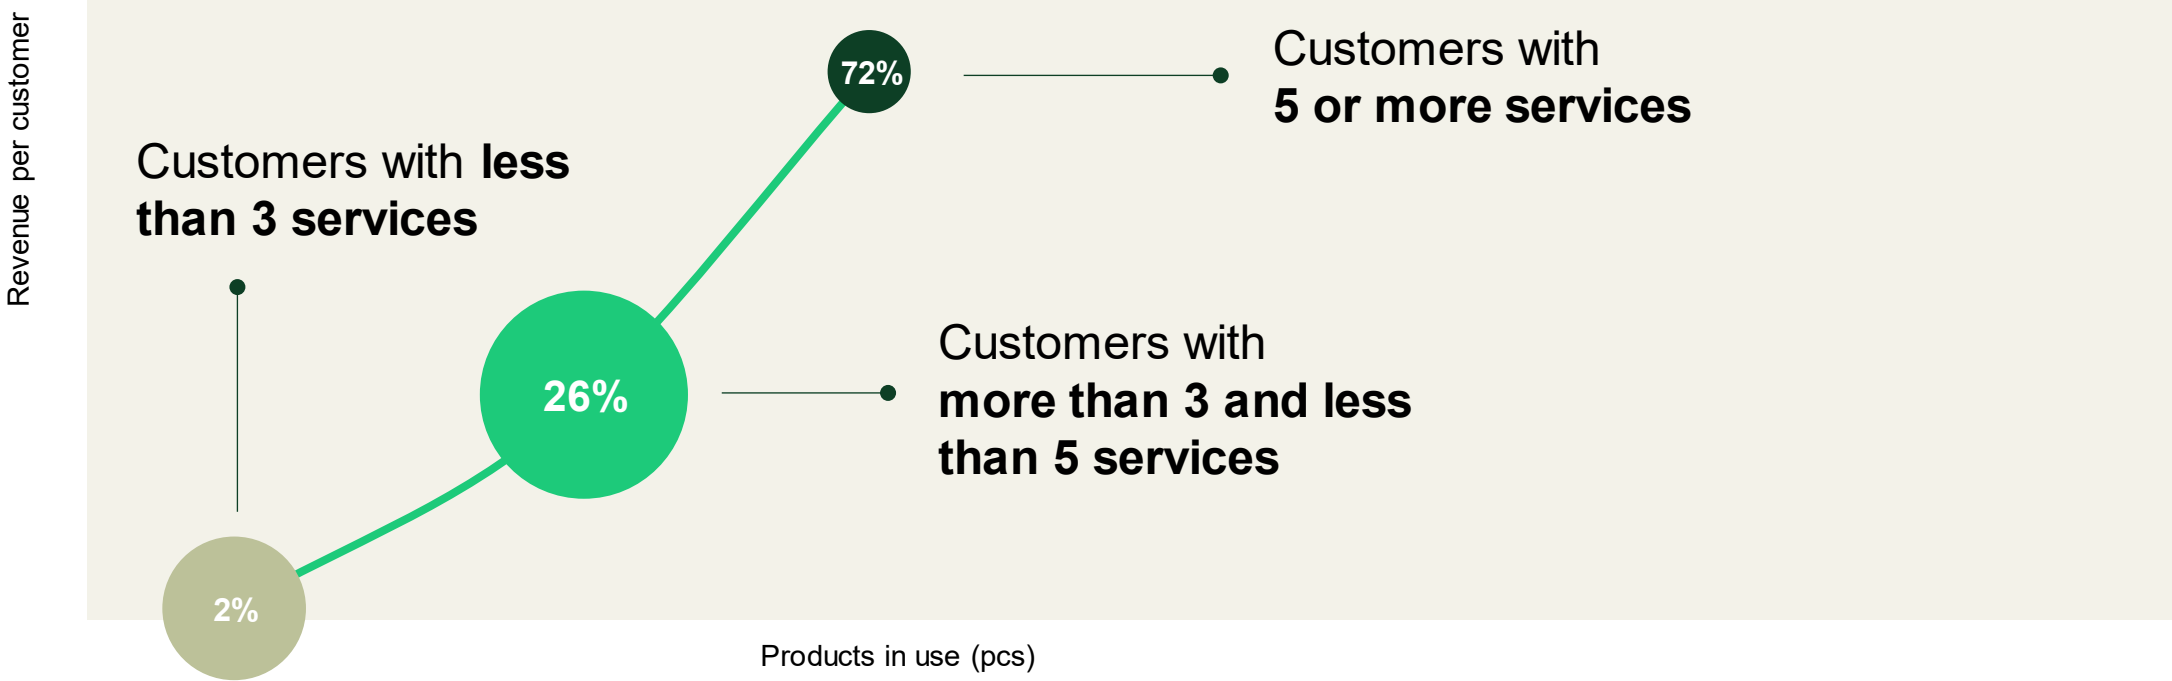 Revenue per customer
Customers with less
than 3 services
72%
Customers with
5 or more services
26%
Customers with
more than 3 and less
than 5 services
2%
Products in use (pcs)